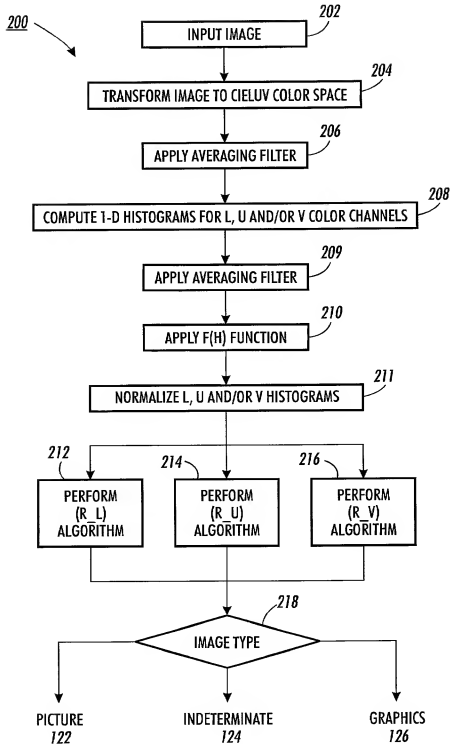 200
INPUT IMAGE
202
TRANSFORM IMAGE TO CIELUV COLOR SPACE
204
APPLY AVERAGING FILTER
206
COMPUTE 1-D HISTOGRAMS FOR L, U AND/OR V COLOR CHANNELS
208
APPLY AVERAGING FILTER
209
APPLY F(H) FUNCTION
210
NORMALIZE L, U AND/OR V HISTOGRAMS
211
212
PERFORM
(R_L)
ALGORITHM
214
PERFORM
(R_U)
ALGORITHM
216
PERFORM
(R_V)
ALGORITHM
IMAGE TYPE
218
PICTURE
122
INDETERMINATE
124
GRAPHICS
126